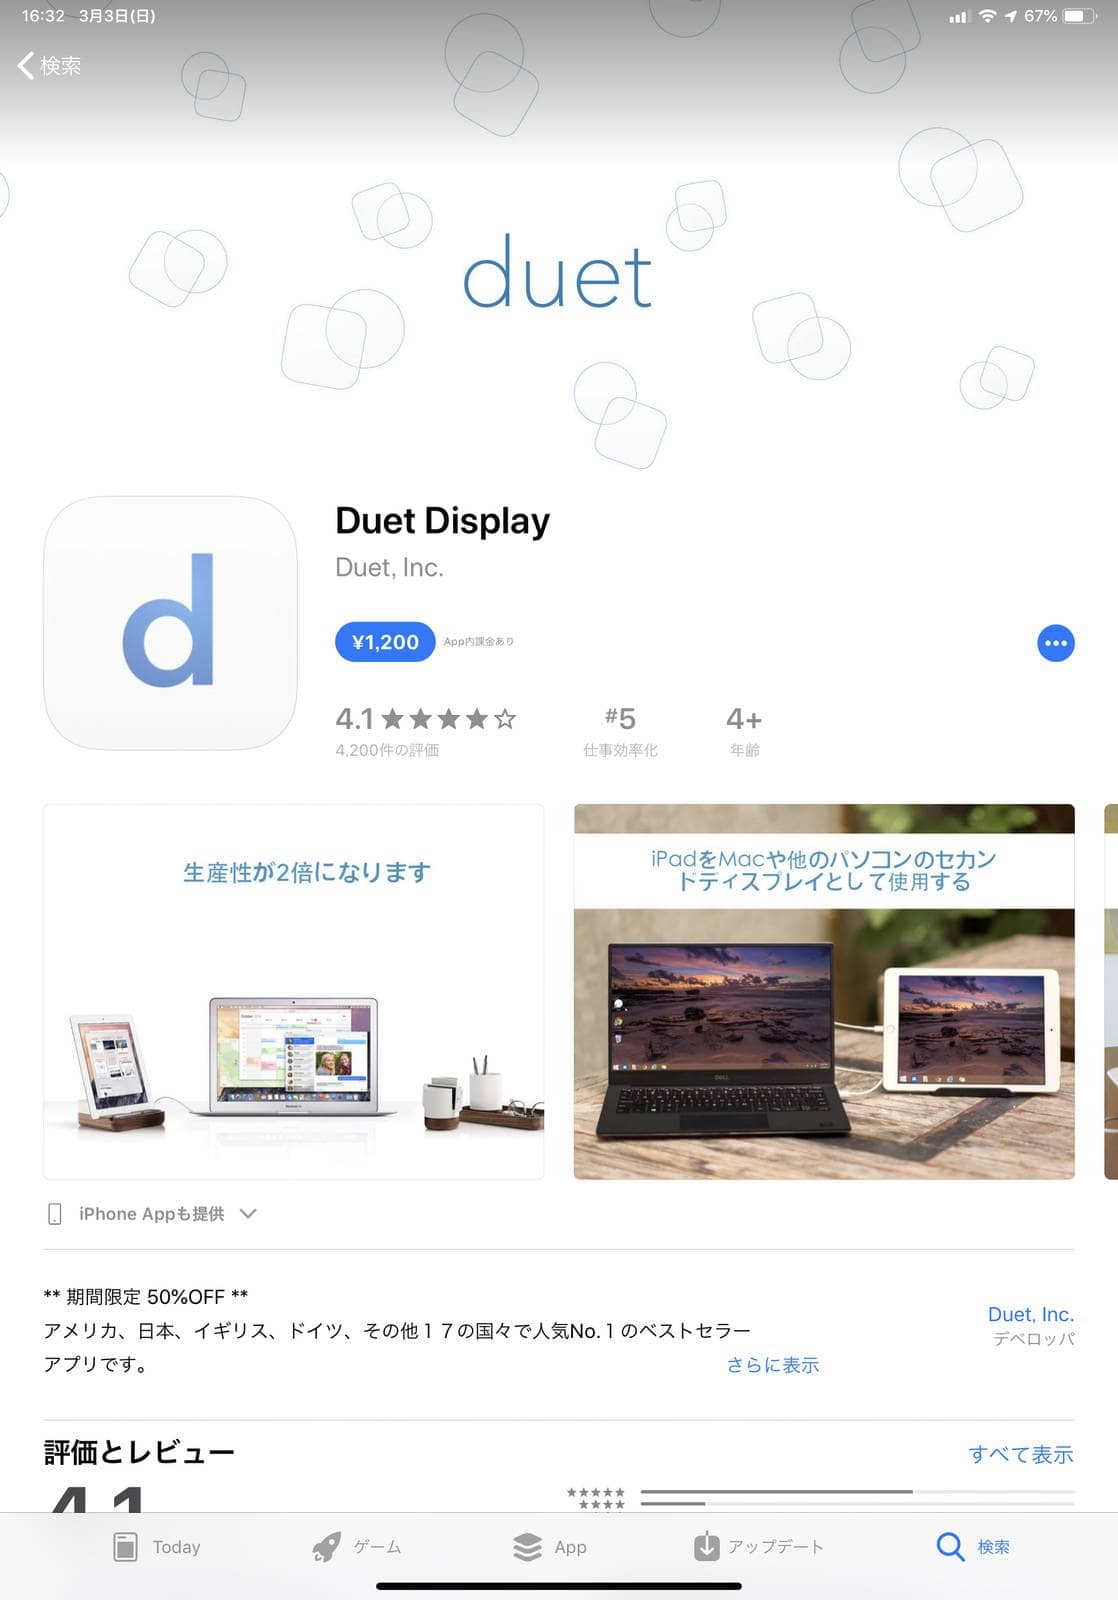 16:32 3月3日(日)
67%
検索
duet
d
Duet Display
Duet, Inc.
¥1,200
App内課金あり
4.1 ★★★★☆
#5
4+
4,200件の評価
仕事効率化
年齢
生産性が2倍になります
iPadをMacや他のパソコンのセカン
ドディスプレイとして使用する
DELL
iPhone Appも提供
** 期間限定 50%OFF **
アメリカ、日本、イギリス、ドイツ、その他１７の国々で人気No.１のベストセラー
アプリです。
さらに表示
Duet, Inc.
デベロッパ
評価とレビュー
すべて表示
4.1
★★★★★
★★★★
Today
ゲーム
App
アップデート
検索